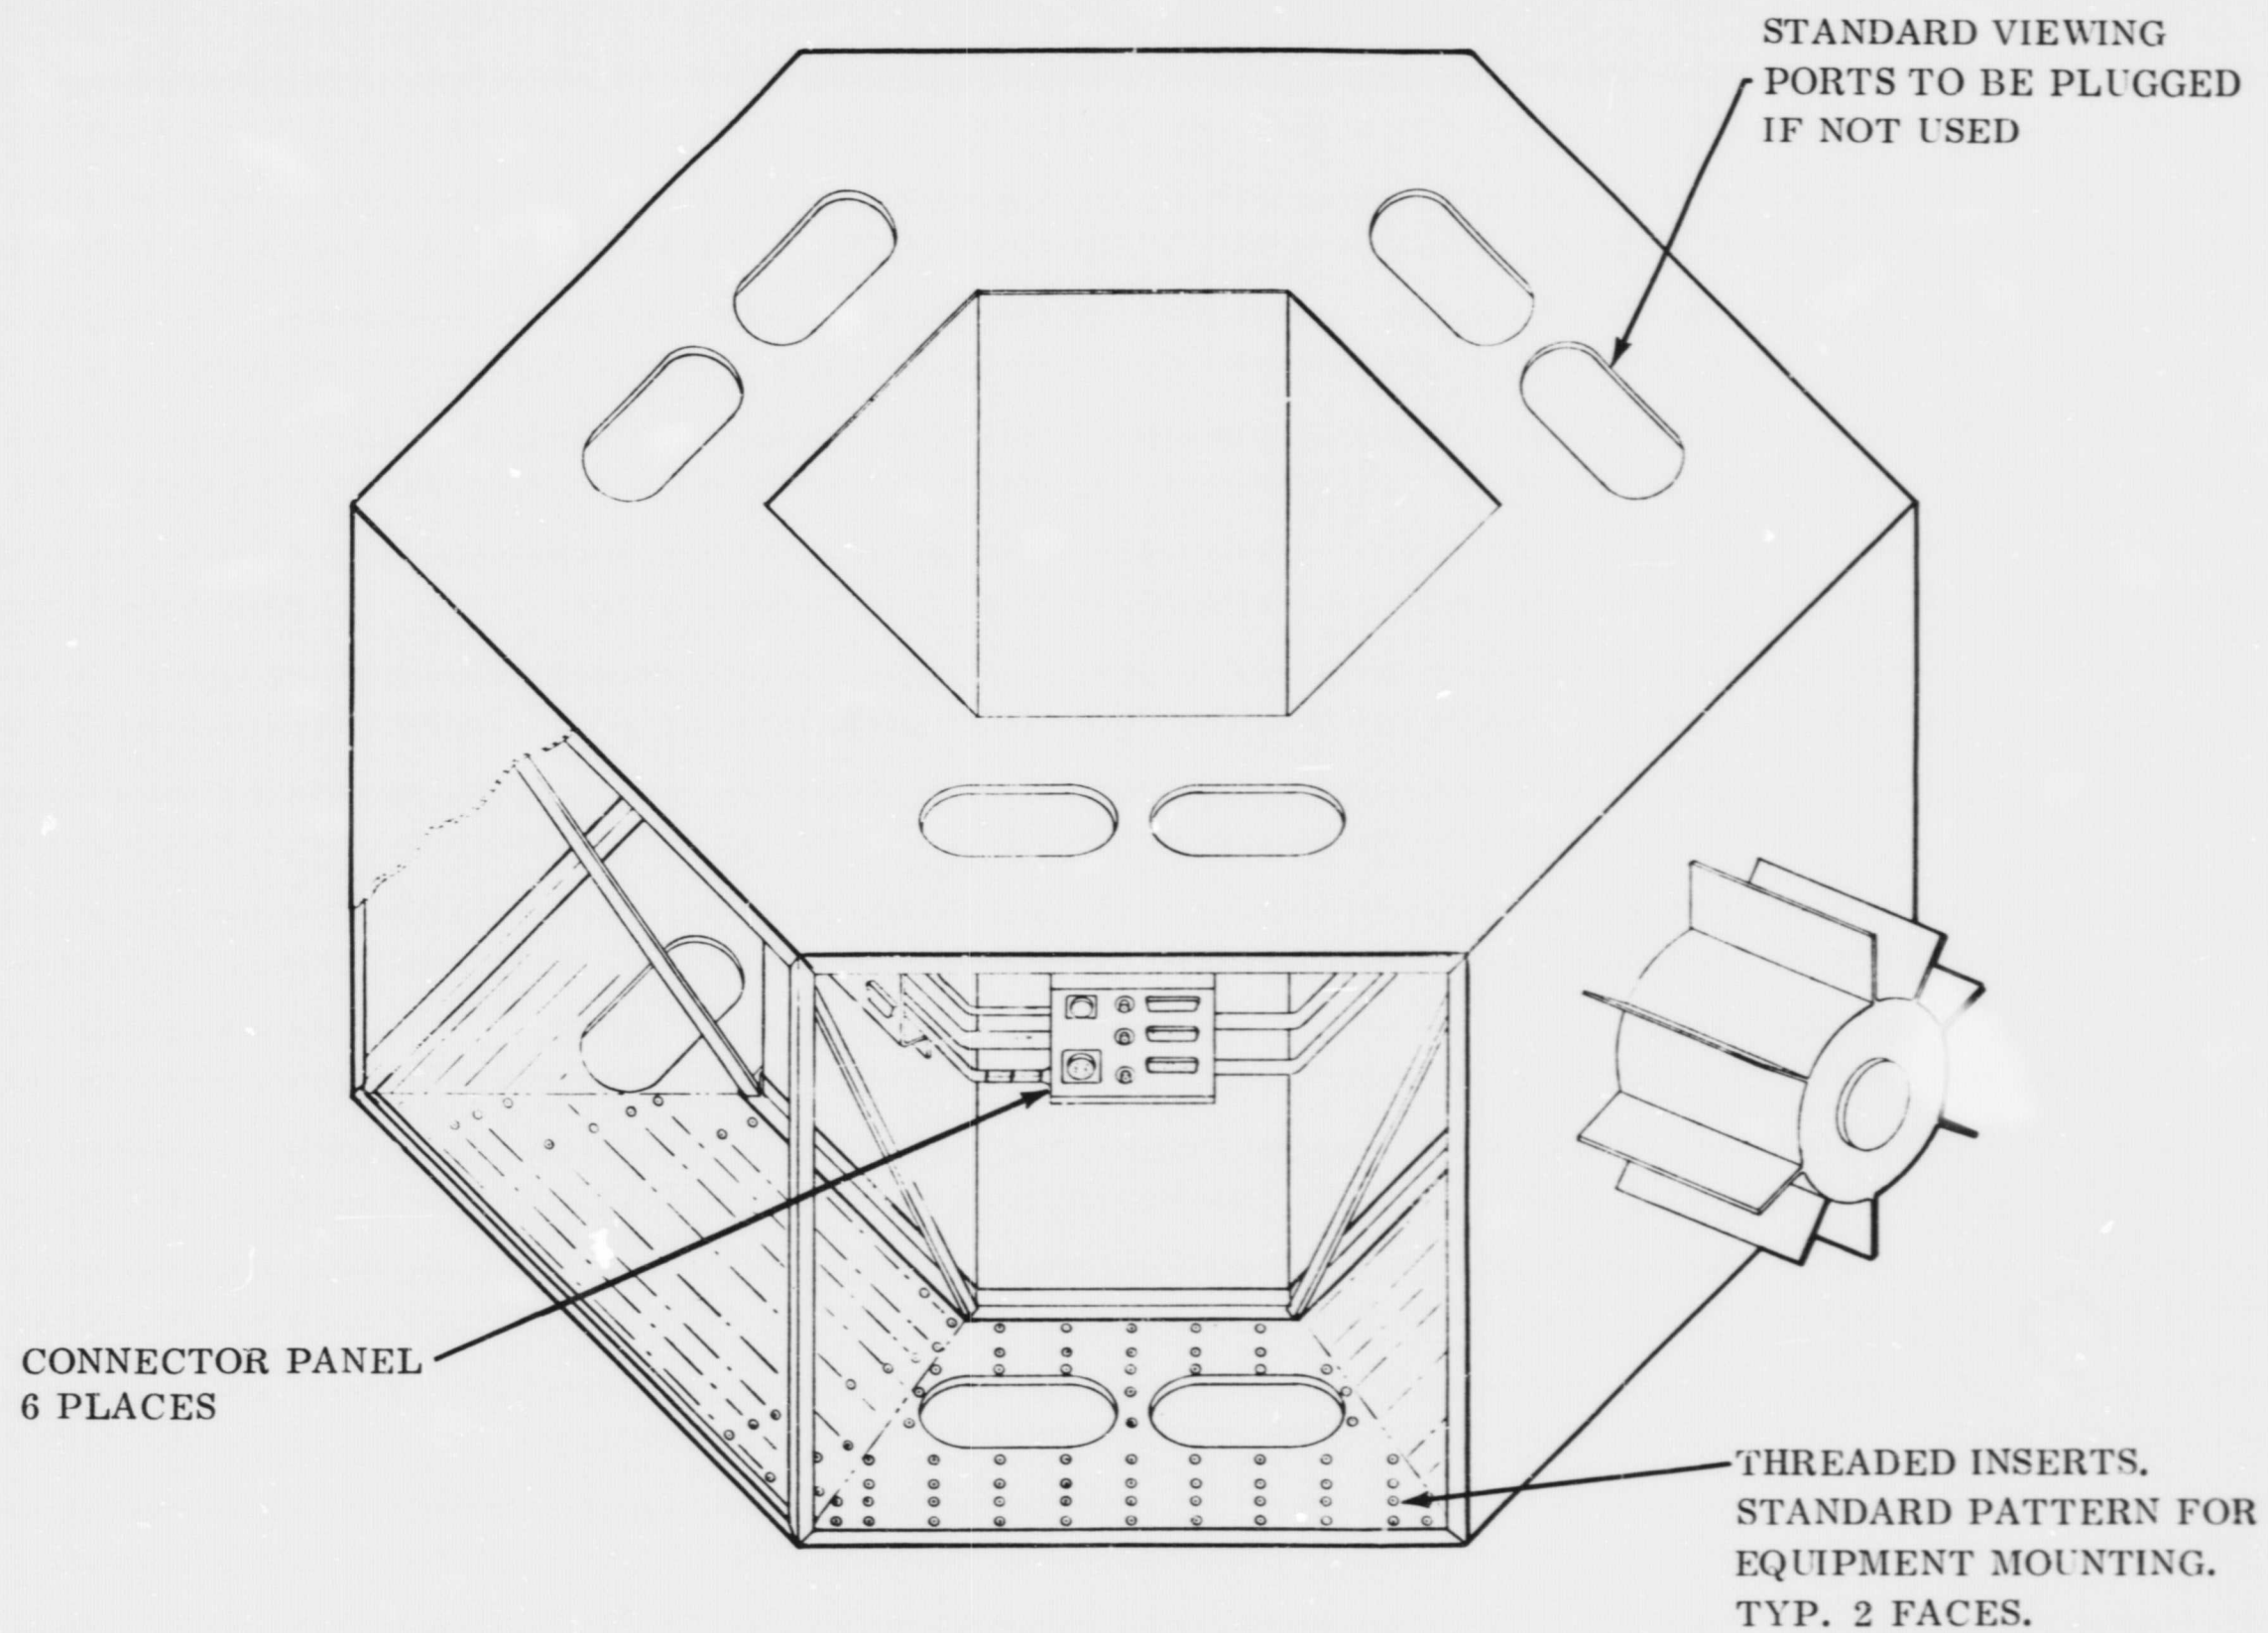 STANDARD VIEWING
PORTS TO BE PLUGGED
IF NOT USED
CONNECTOR PANEL
6 PLACES
THREADED INSERTS.
STANDARD PATTERN FOR
EQUIPMENT MOUNTING.
TYP. 2 FACES.